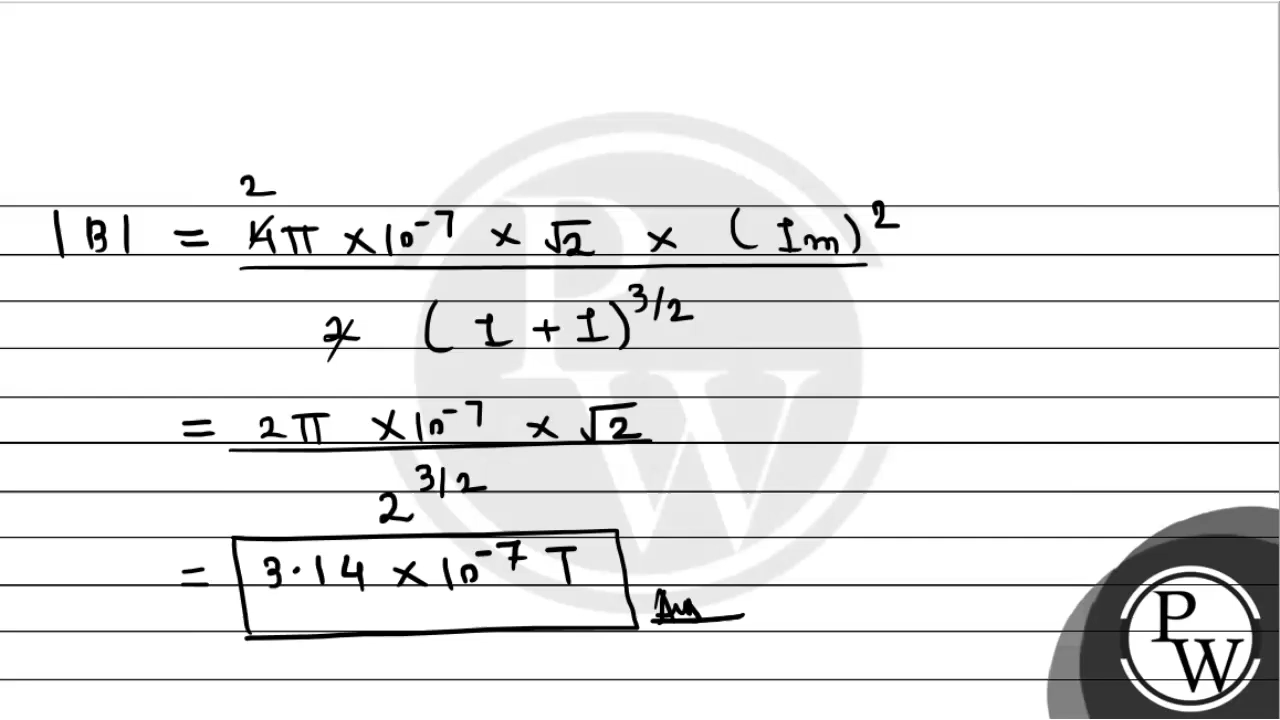 2
|B| = 4π × 10⁻⁷ × √2 × (1m)²
2 (1 + 1)^3/2
= 2π × 10⁻⁷ × √2
2^3/2
= 3.14 × 10⁻⁷ T
Ans
P
W
P
W